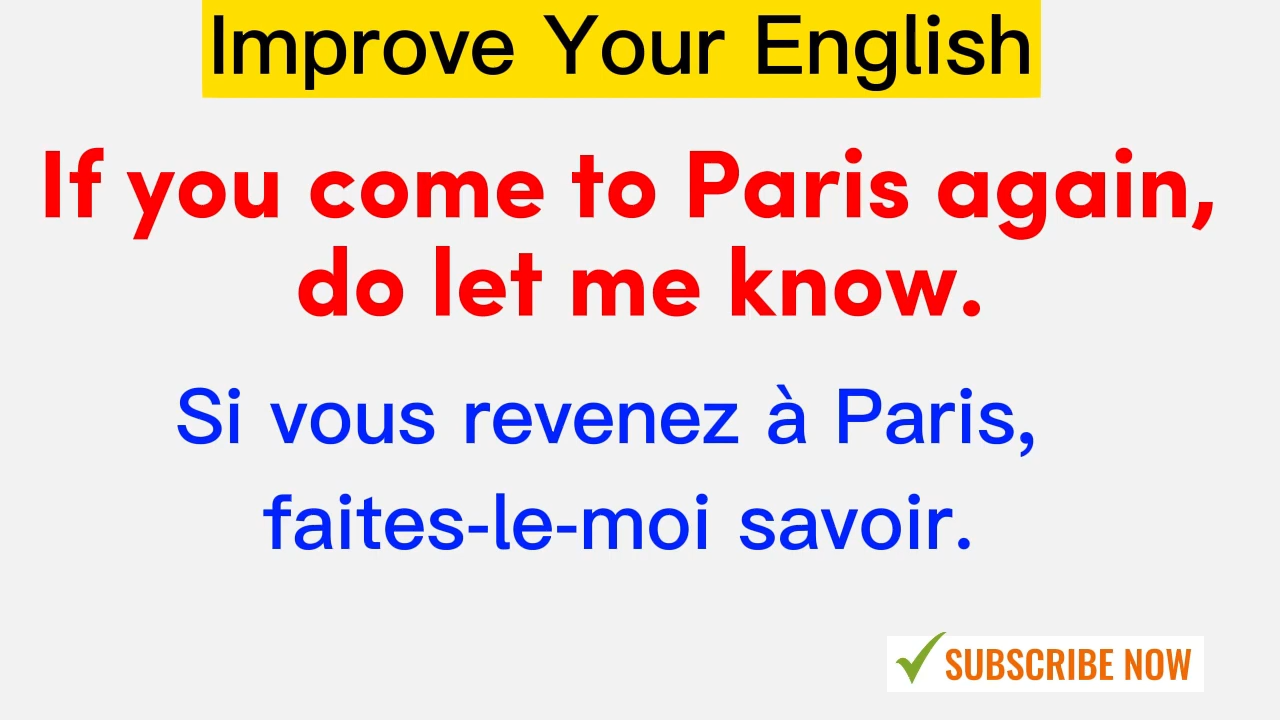 Improve Your English
If you come to Paris again,
do let me know.
Si vous revenez à Paris,
faites-le-moi savoir.
SUBSCRIBE NOW